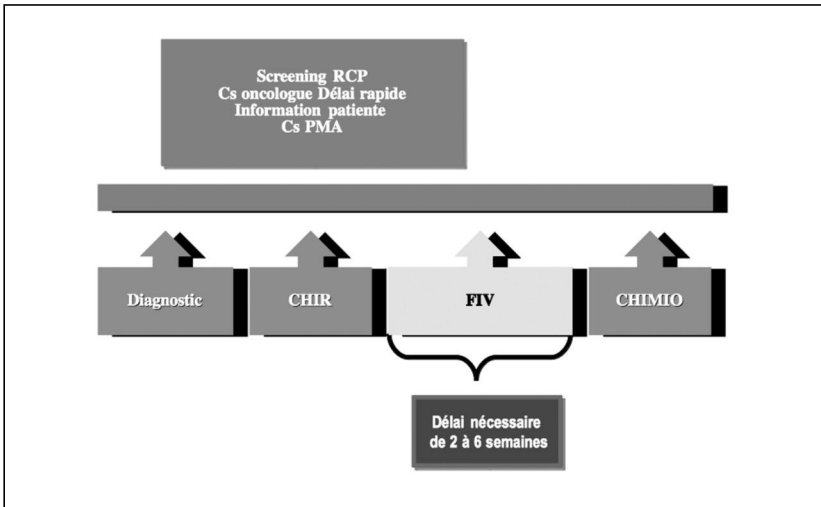 Screening RCP
Cs oncologue Délai rapide
Information patiente
Cs PMA
Diagnostic
CHIR
FIV
CHIMIO
Délai nécessaire
de 2 à 6 semaines